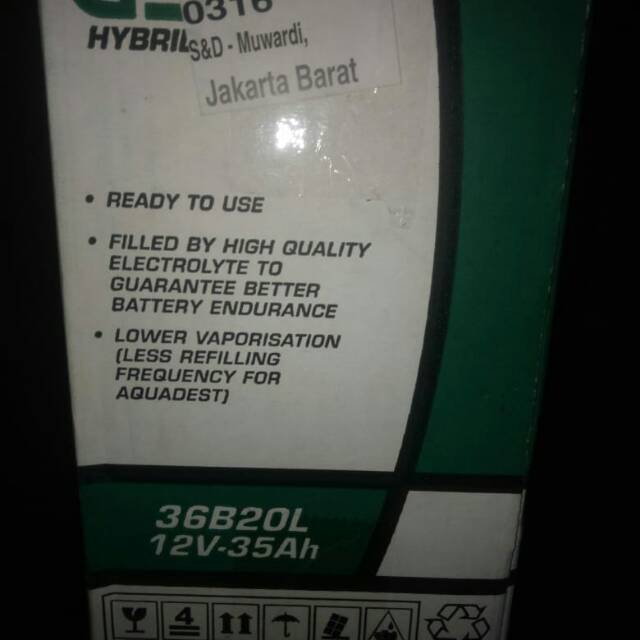 0316
HYBRI
S&D - Muwardi,
Jakarta Barat
• READY TO USE
• FILLED BY HIGH QUALITY
ELECTROLYTE TO
GUARANTEE BETTER
BATTERY ENDURANCE
• LOWER VAPORISATION
(LESS REFILLING
FREQUENCY FOR
AQUADEST)
36B20L
12V-35Ah
4